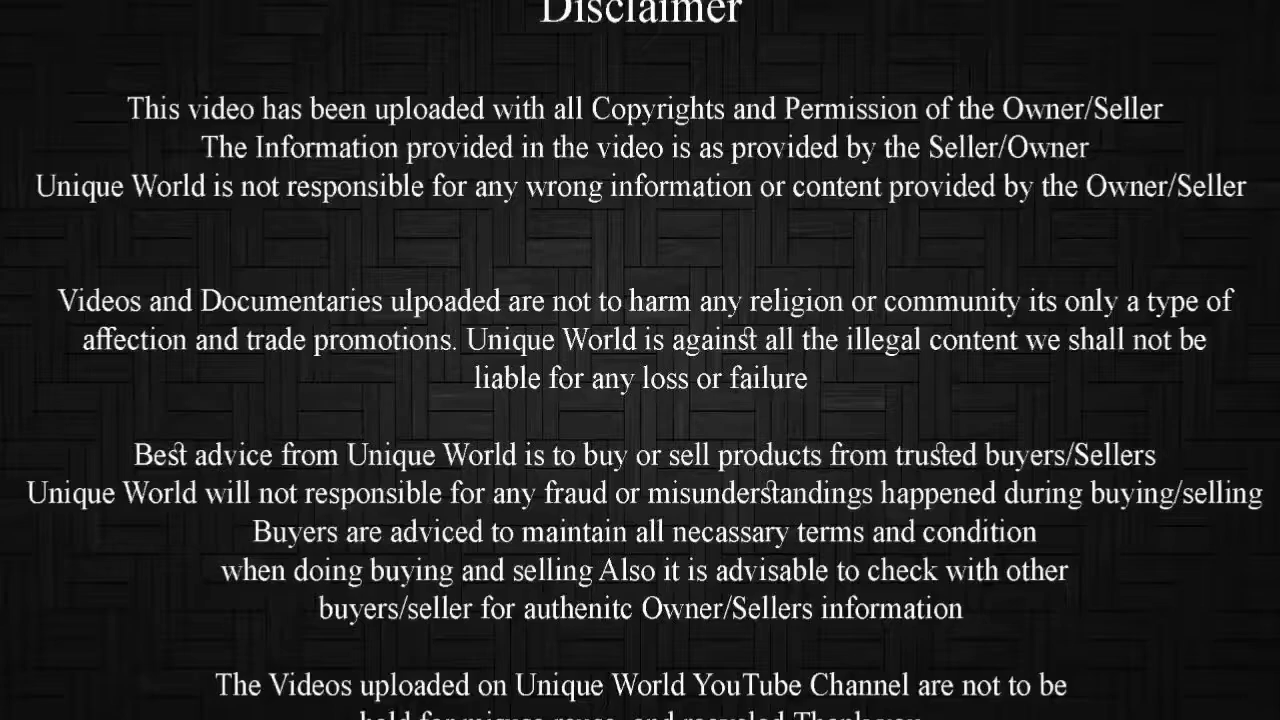 Disclaimer
This video has been uploaded with all Copyrights and Permission of the Owner/Seller
The Information provided in the video is as provided by the Seller/Owner
Unique World is not responsible for any wrong information or content provided by the Owner/Seller
Videos and Documentaries ulpoaded are not to harm any religion or community its only a type of
affection and trade promotions. Unique World is against all the illegal content we shall not be
liable for any loss or failure
Best advice from Unique World is to buy or sell products from trusted buyers/Sellers
Unique World will not responsible for any fraud or misunderstandings happened during buying/selling
Buyers are adviced to maintain all necassary terms and condition
when doing buying and selling Also it is advisable to check with other
buyers/seller for authenitc Owner/Sellers information
The Videos uploaded on Unique World YouTube Channel are not to be